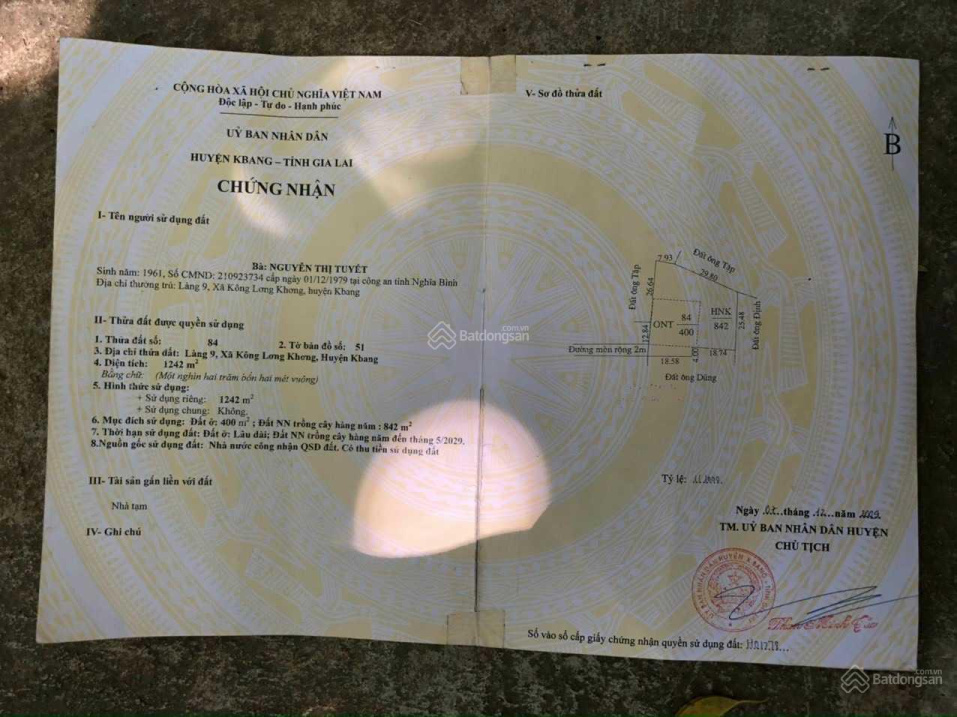 CỘNG HÒA XÃ HỘI CHỦ NGHĨA VIỆT NAM
Độc lập - Tự do - Hạnh phúc
UỶ BAN NHÂN DÂN
HUYỆN KBANG – TỈNH GIA LAI
CHỨNG NHẬN
I- Tên người sử dụng đất
Bà: NGUYỄN THỊ TUYẾT
Sinh năm: 1961, Số CMND: 210923734 cấp ngày 01/12/1979 tại công an tỉnh Nghĩa Bình
Địa chỉ thường trú: Làng 9, Xã Kông Lơng Khơng, huyện Kbang
II- Thửa đất được quyền sử dụng
1. Thửa đất số: 84 2. Tờ bản đồ số: 51
3. Địa chỉ thửa đất: Làng 9, Xã Kông Lơng Khơng, Huyện Kbang
4. Diện tích: 1242 m²
Bằng chữ: (Một nghìn hai trăm bốn hai mét vuông)
5. Hình thức sử dụng:
+ Sử dụng riêng: 1242 m²
+ Sử dụng chung: Không.
6. Mục đích sử dụng: Đất ở: 400 m² ; Đất NN trồng cây hàng năm : 842 m²
7. Thời hạn sử dụng đất: Đất ở: Lâu dài; Đất NN trồng cây hàng năm đến tháng 5/2029.
8.Nguồn gốc sử dụng đất: Nhà nước công nhận QSD đất. Có thu tiền sử dụng đất
III- Tài sản gắn liền với đất
Nhà tạm
IV- Ghi chú
V- Sơ đồ thửa đất
B
7.93
Đất ông Tập
29.89
Đất ông Tập
26.64
12.84
ONT
84
400
HNK
842
25.48
Đất ông Định
Đường mòn rộng 2m
18.58
4.00
18.74
Đất ông Dũng
Tỷ lệ:
Ngày ... tháng .12... năm
TM. UỶ BAN NHÂN DÂN HUYỆN
CHỦ TỊCH
Số vào sổ cấp giấy chứng nhận quyền sử dụng đất:
Batdongsan
.com.vn
Batdongsan
.com.vn